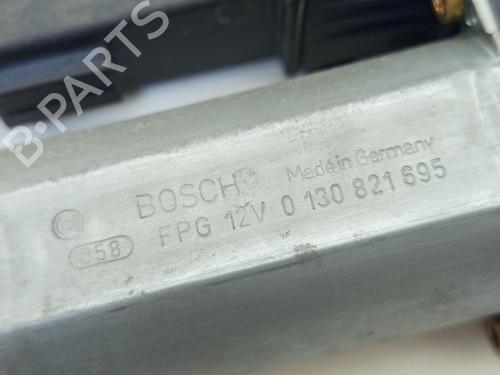 B-PARTS
BOSCH Made in Germany
58 FPG 12V 0 130 821 695